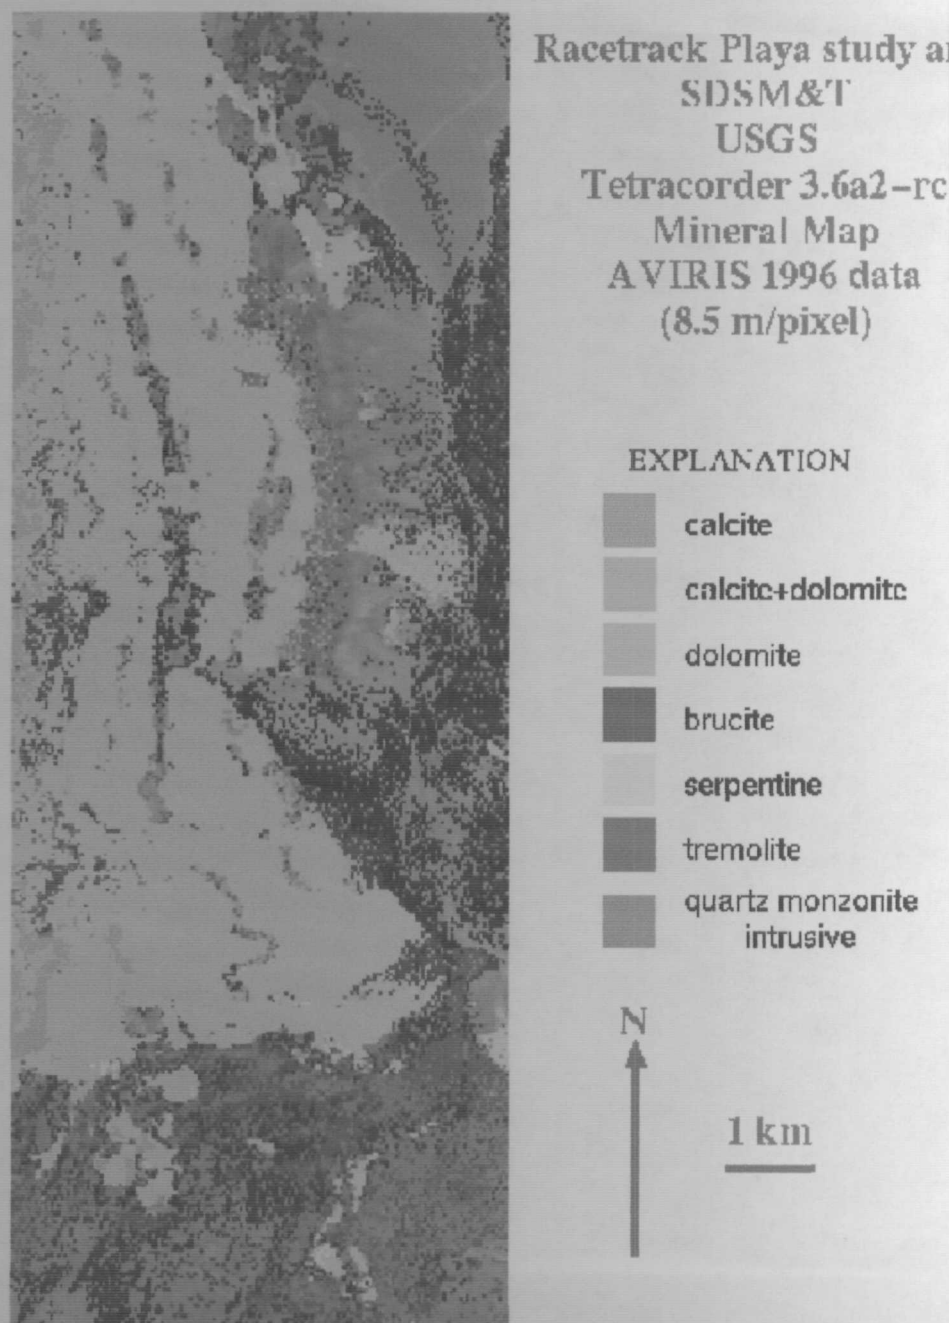 Racetrack Playa study
SDSM&T
USGS
Tetracorder 3.6a2-rc
Mineral Map
AVIRIS 1996 data
(8.5 m/pixel)
EXPLANATION
calcite
calcite+dolomite
dolomite
brucite
serpentine
tremolite
quartz monzonite
intrusive
N
1 km